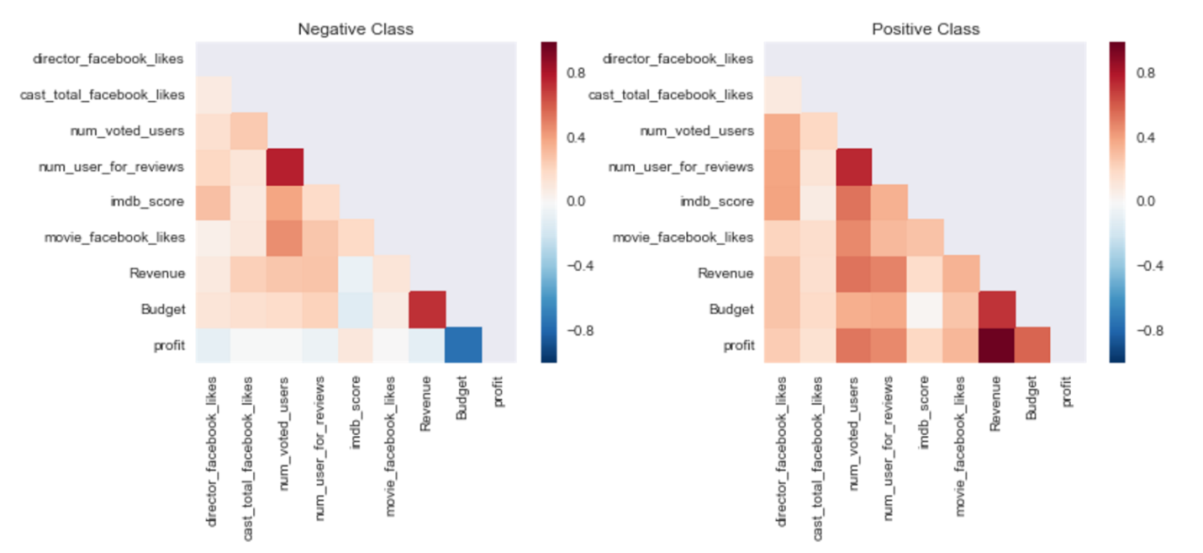 Negative Class
director_facebook_likes
cast_total_facebook_likes
num_voted_users
num_user_for_reviews
imdb_score
movie_facebook_likes
Revenue
Budget
profit
director_facebook_likes
cast_total_facebook_likes
num_voted_users
num_user_for_reviews
imdb_score
movie_facebook_likes
Revenue
Budget
profit
0.8
0.4
0.0
−0.4
−0.8
Positive Class
director_facebook_likes
cast_total_facebook_likes
num_voted_users
num_user_for_reviews
imdb_score
movie_facebook_likes
Revenue
Budget
profit
director_facebook_likes
cast_total_facebook_likes
num_voted_users
num_user_for_reviews
imdb_score
movie_facebook_likes
Revenue
Budget
profit
0.8
0.4
0.0
−0.4
−0.8